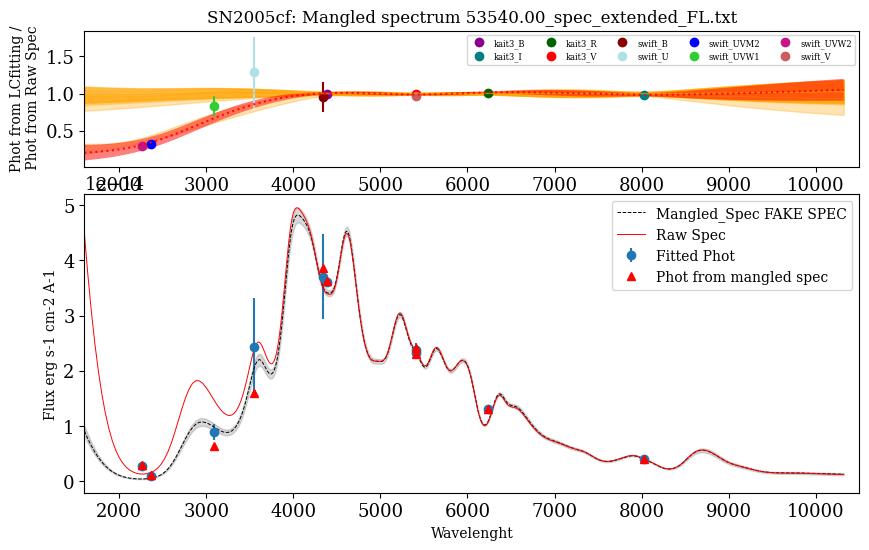 SN2005cf: Mangled spectrum 53540.00_spec_extended_FL.txt
Phot from LCfitting /
Phot from Raw Spec
1.5
1.0
0.5
kait3_B kait3_R swift_B swift_UVM2 swift_UVW2
kait3_I kait3_V swift_U swift_UVW1 swift_V
2000 3000 4000 5000 6000 7000 8000 9000 10000
1e−14
Flux erg s-1 cm-2 A-1
5
4
3
2
1
0
Mangled_Spec FAKE SPEC
Raw Spec
Fitted Phot
Phot from mangled spec
2000 3000 4000 5000 6000 7000 8000 9000 10000
Wavelenght